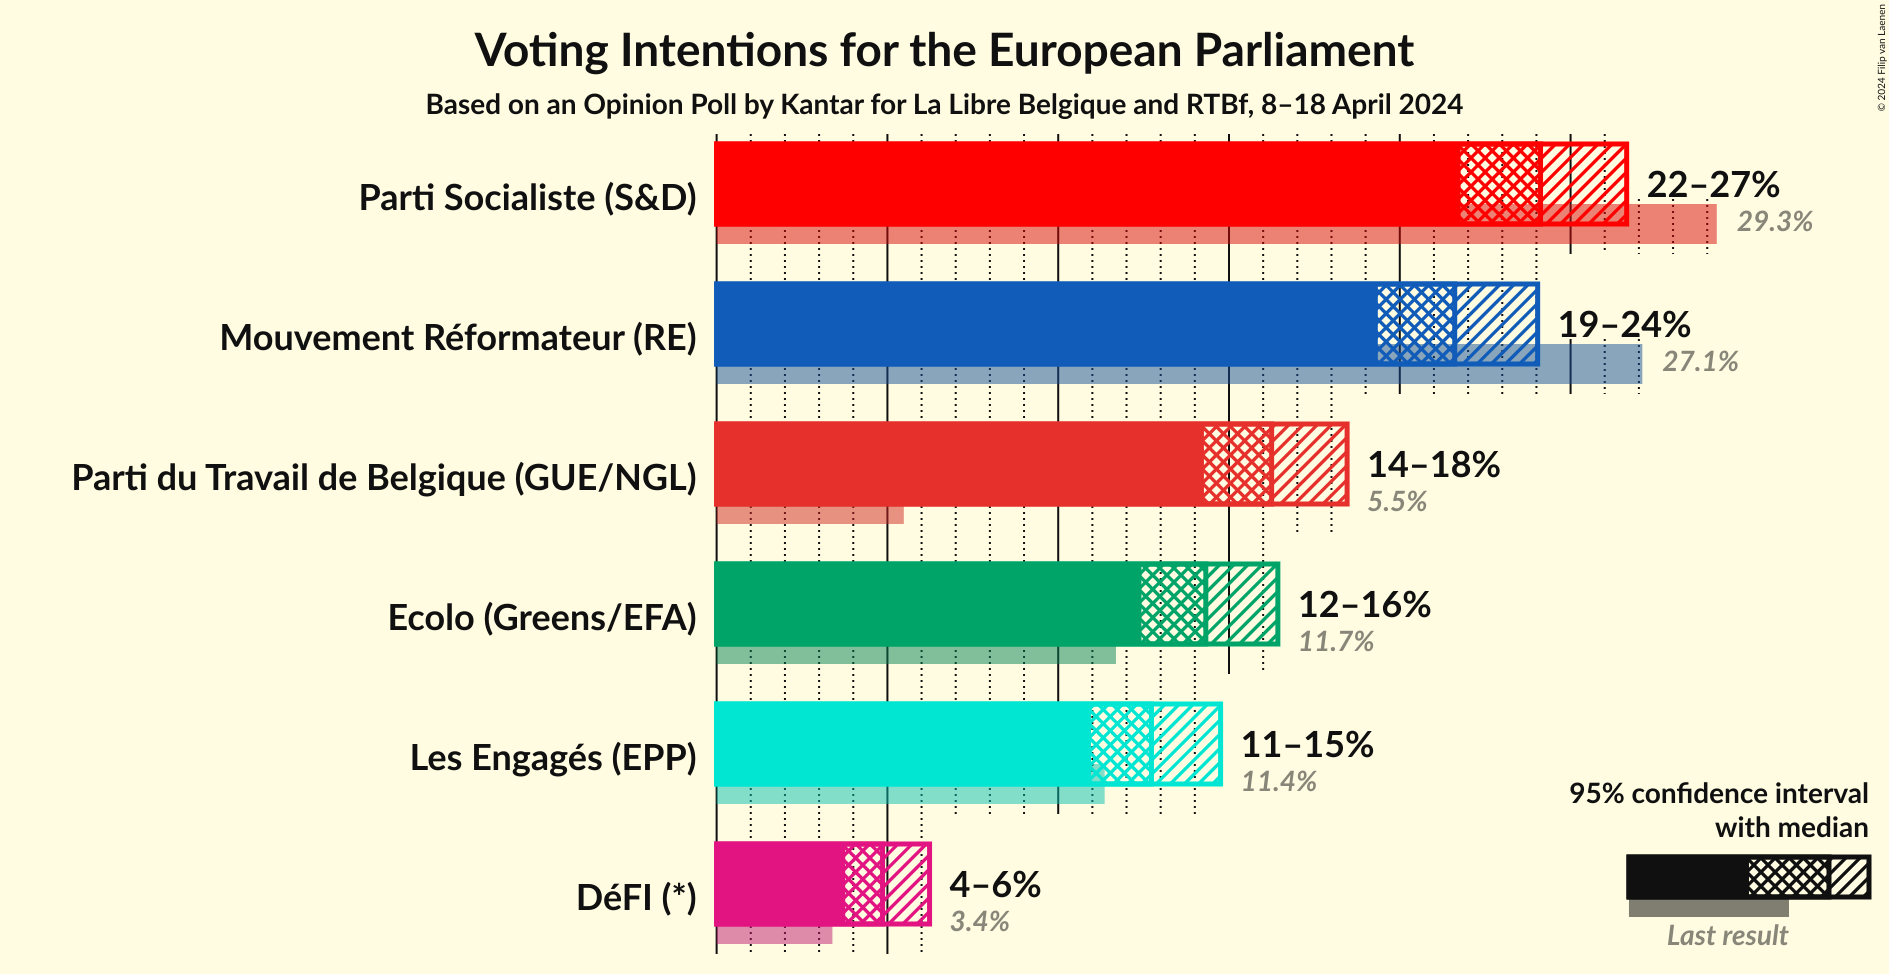 Voting Intentions for the European Parliament
Based on an Opinion Poll by Kantar for La Libre Belgique and RTBf, 8–18 April 2024
© 2024 Filip van Laenen
Parti Socialiste (S&D)
22–27%
29.3%
Mouvement Réformateur (RE)
19–24%
27.1%
Parti du Travail de Belgique (GUE/NGL)
14–18%
5.5%
Ecolo (Greens/EFA)
12–16%
11.7%
Les Engagés (EPP)
11–15%
11.4%
DéFI (*)
4–6%
3.4%
95% confidence interval
with median
Last result